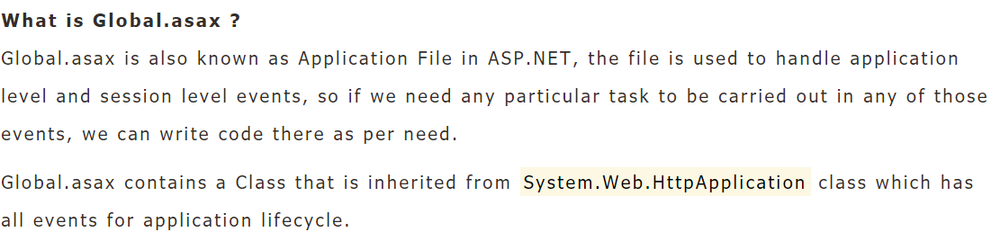 What is Global.asax ?
Global.asax is also known as Application File in ASP.NET, the file is used to handle application
level and session level events, so if we need any particular task to be carried out in any of those
events, we can write code there as per need.
Global.asax contains a Class that is inherited from System.Web.HttpApplication class which has
all events for application lifecycle.